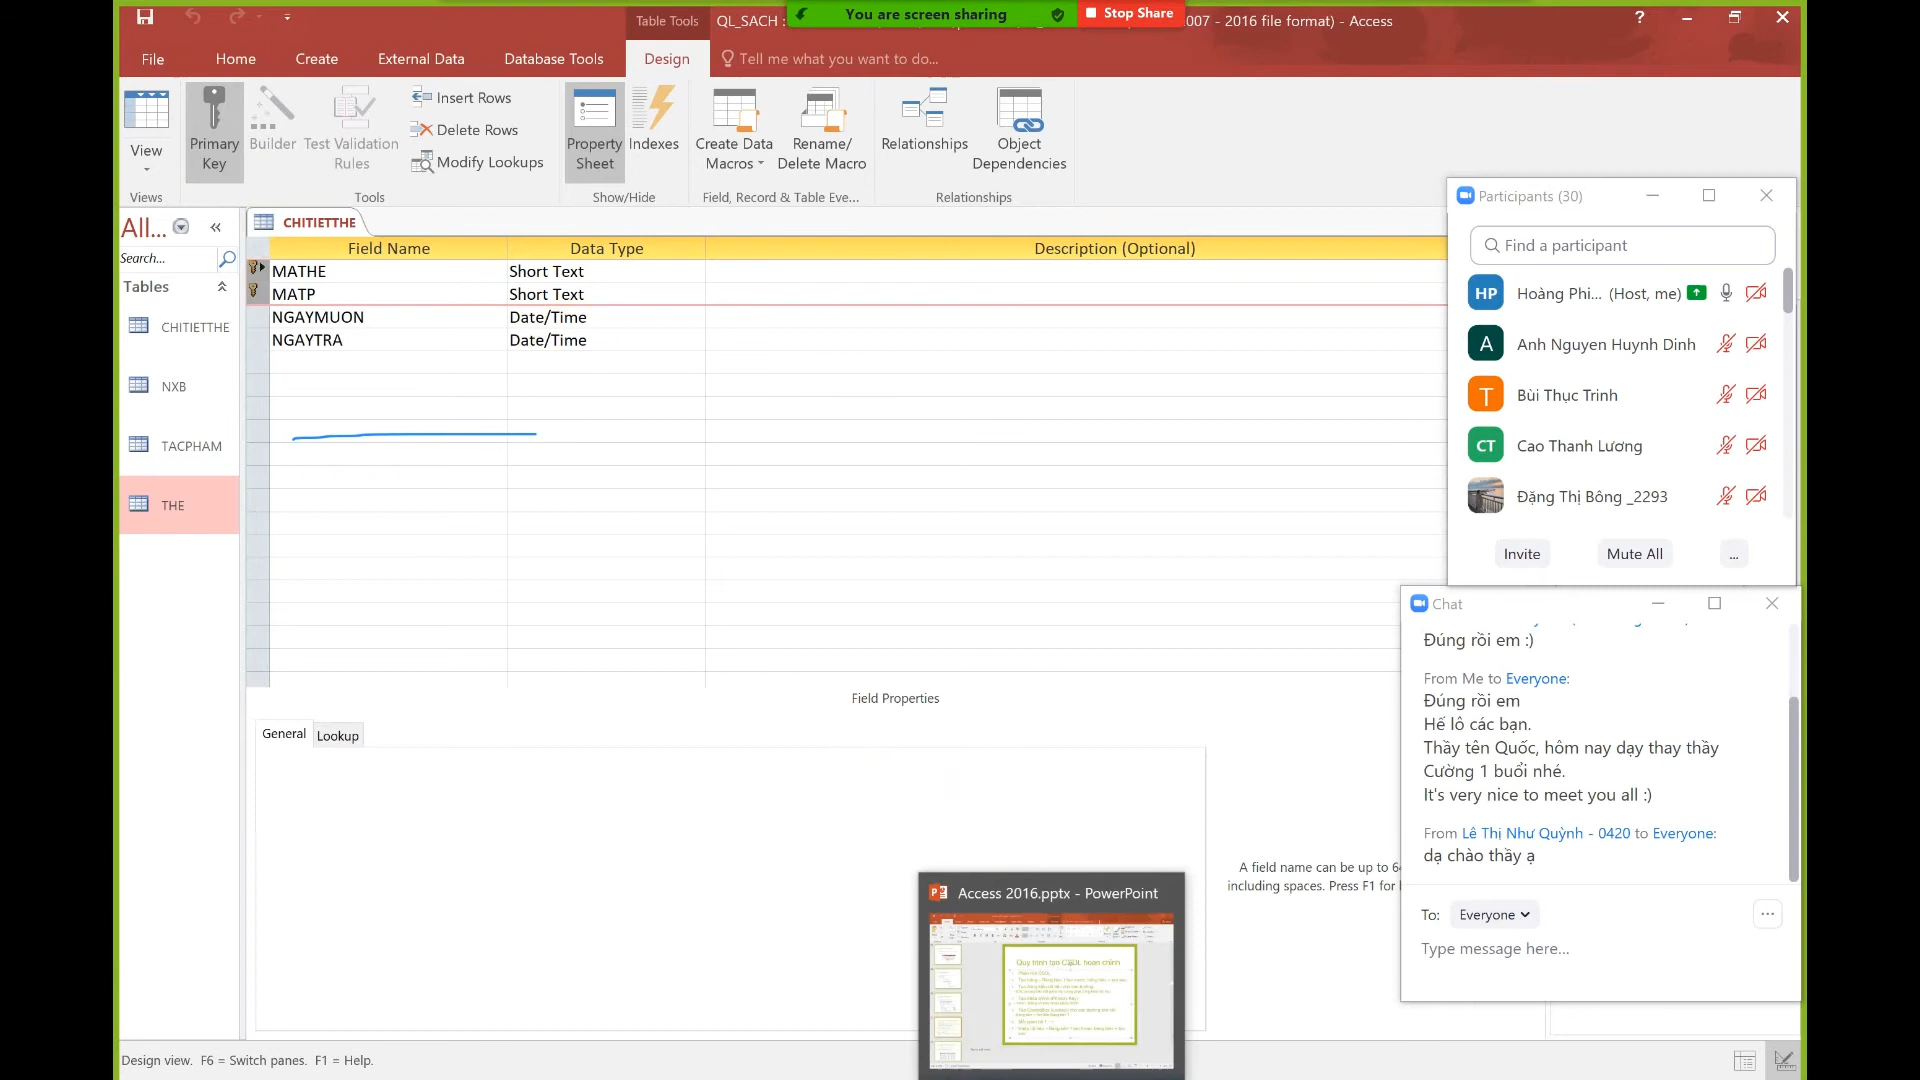 Table Tools
QL_SACH :
You are screen sharing
Stop Share
007 - 2016 file format) - Access
?
File
Home
Create
External Data
Database Tools
Design
Tell me what you want to do...
View
Primary Key
Builder
Test Validation Rules
Insert Rows
Delete Rows
Modify Lookups
Property Sheet
Indexes
Create Data Macros
Rename/ Delete Macro
Relationships
Object Dependencies
Views
Tools
Show/Hide
Field, Record & Table Eve...
Relationships
All...
Search...
Tables
CHITIETTHE
NXB
TACPHAM
THE
CHITIETTHE
Field Name
Data Type
Description (Optional)
MATHE
Short Text
MATP
Short Text
NGAYMUON
Date/Time
NGAYTRA
Date/Time
Field Properties
General
Lookup
A field name can be up to 6
including spaces. Press F1 for
Participants (30)
Find a participant
HP
Hoàng Phi... (Host, me)
A
Anh Nguyen Huynh Dinh
T
Bùi Thục Trinh
CT
Cao Thanh Lương
Đặng Thị Bông _2293
Invite
Mute All
...
Chat
Đúng rồi em :)
From Me to Everyone:
Đúng rồi em
Hế lô các bạn.
Thầy tên Quốc, hôm nay dạy thay thầy
Cường 1 buổi nhé.
It's very nice to meet you all :)
From Lê Thị Như Quỳnh - 0420 to Everyone:
dạ chào thầy ạ
To:
Everyone
Type message here...
Access 2016.pptx - PowerPoint
Quy trình tạo CSDL hoàn chỉnh
Design view. F6 = Switch panes. F1 = Help.